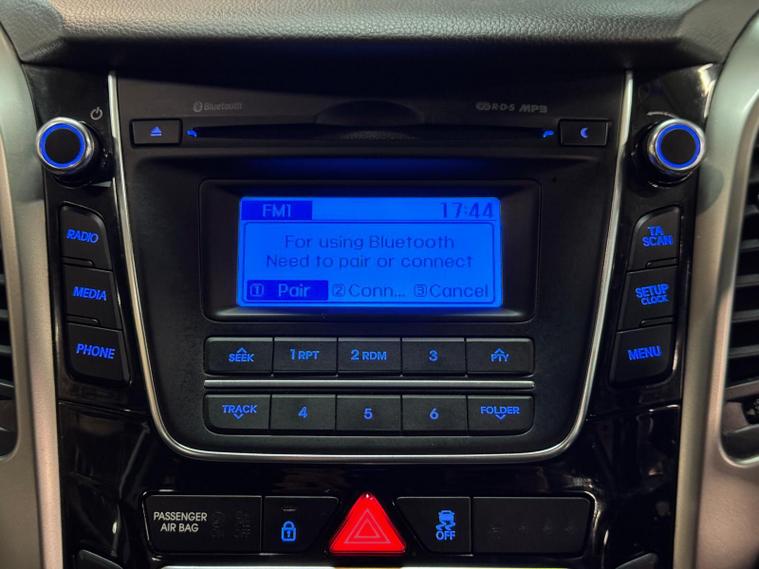 Bluetooth
R·D·S MP3
RADIO
MEDIA
PHONE
FM1 17:44
For using Bluetooth
Need to pair or connect
1 Pair 2 Conn... 3 Cancel
TA
SCAN
SETUP
CLOCK
MENU
SEEK 1 RPT 2 RDM 3 PTY
TRACK 4 5 6 FOLDER
PASSENGER
AIR BAG
OFF